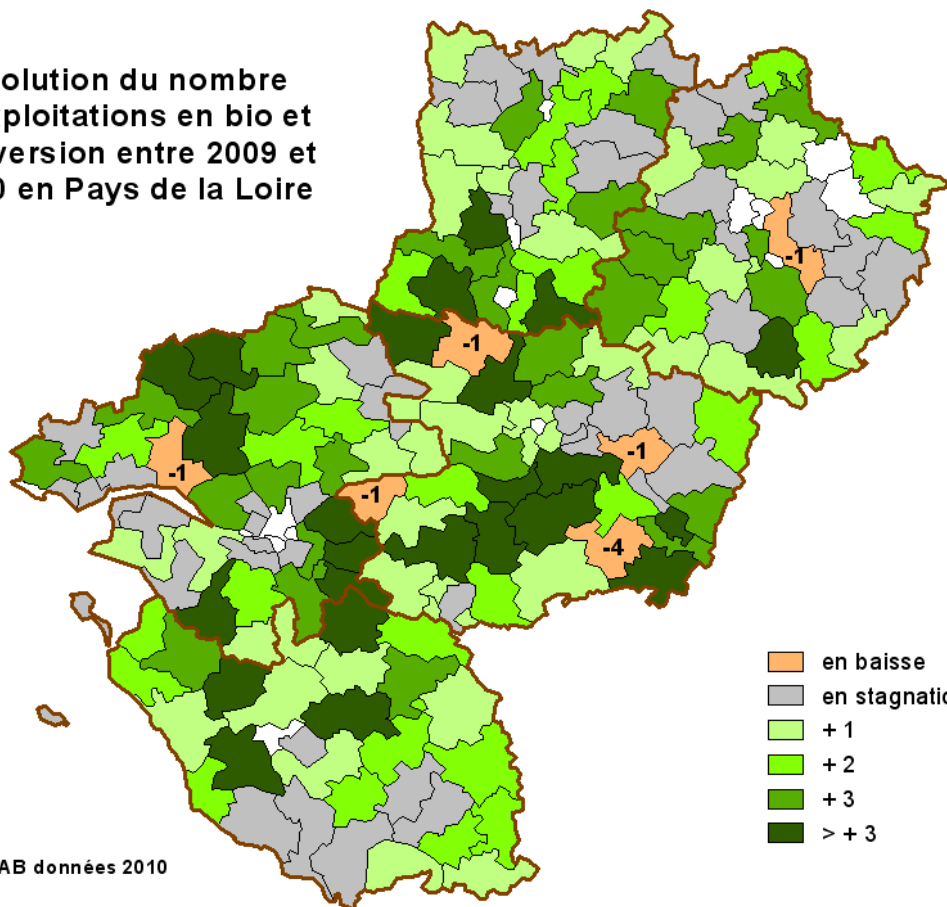 olution du nombre
ploitations en bio et
version entre 2009 et
0 en Pays de la Loire
-1
-1
-1
-1
-1
-4
en baisse
en stagnatio
+ 1
+ 2
+ 3
> + 3
AB données 2010